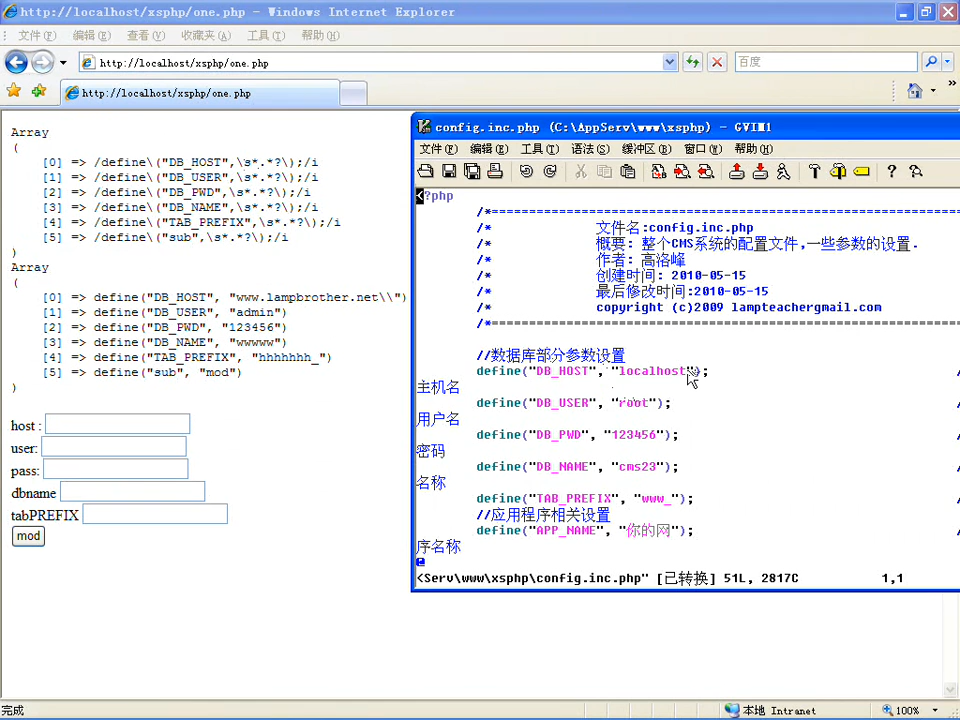 http://localhost/xsphp/one.php - Windows Internet Explorer
文件(F) 编辑(E) 查看(V) 收藏夹(A) 工具(T) 帮助(H)
http://localhost/xsphp/one.php 百度
http://localhost/xsphp/one.php
Array
(
[0] => /define\("DB_HOST",\s*.*?\);/i
[1] => /define\("DB_USER",\s*.*?\);/i
[2] => /define\("DB_PWD",\s*.*?\);/i
[3] => /define\("DB_NAME",\s*.*?\);/i
[4] => /define\("TAB_PREFIX",\s*.*?\);/i
[5] => /define\("sub",\s*.*?\);/i
)
Array
(
[0] => define("DB_HOST", "www.lampbrother.net\\")
[1] => define("DB_USER", "admin")
[2] => define("DB_PWD", "123456")
[3] => define("DB_NAME", "wwwww")
[4] => define("TAB_PREFIX", "hhhhhhh_")
[5] => define("sub", "mod")
)
host :
user:
pass:
dbname
tabPREFIX
mod
config.inc.php (C:\AppServ\www\xsphp) - GVIM1
文件(F) 编辑(E) 工具(T) 语法(S) 缓冲区(B) 窗口(W) 帮助(H)
<?php
/*===============================================================
/* 文件名:config.inc.php
/* 概要: 整个CMS系统的配置文件,一些参数的设置.
/* 作者: 高洛峰
/* 创建时间: 2010-05-15
/* 最后修改时间:2010-05-15
/* copyright (c)2009 lampteachergmail.com
/*===============================================================
//数据库部分参数设置
define("DB_HOST", "localhost"); /
主机名
define("DB_USER", "root"); /
用户名
define("DB_PWD", "123456"); /
密码
define("DB_NAME", "cms23"); /
名称
define("TAB_PREFIX", "www_"); /
//应用程序相关设置
define("APP_NAME", "你的网"); /
序名称
<Serv\www\xsphp\config.inc.php" [已转换] 51L, 2817C 1,1
完成 本地 Intranet 100%